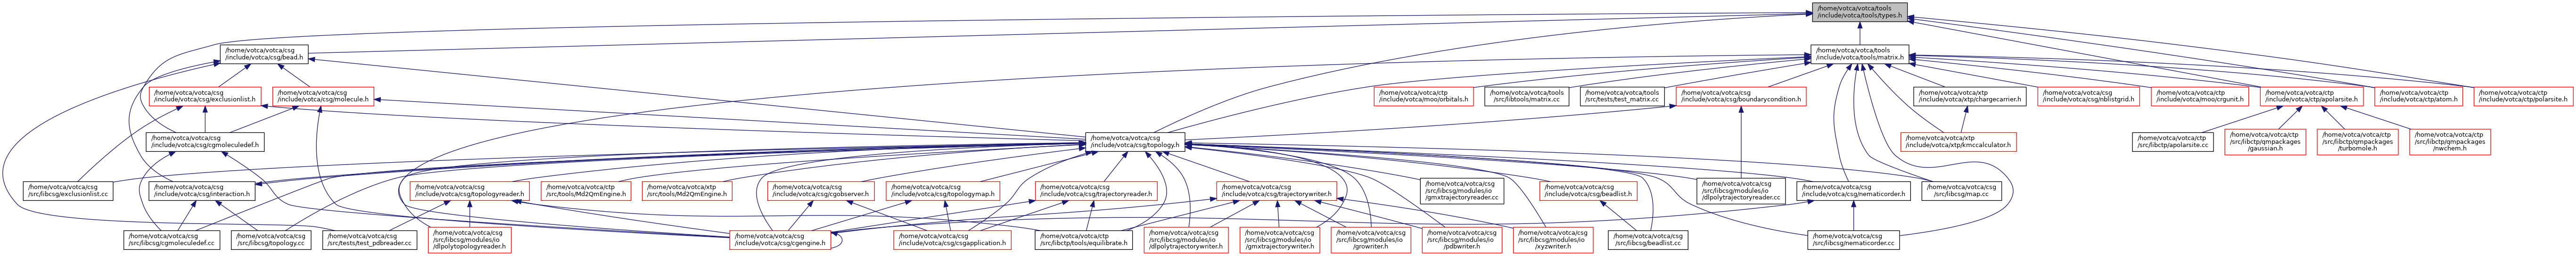 /home/votca/votca/tools
/include/votca/tools/types.h
/home/votca/votca/csg
/include/votca/csg/bead.h
/home/votca/votca/tools
/include/votca/tools/matrix.h
/home/votca/votca/csg
/include/votca/csg/exclusionlist.h
/home/votca/votca/csg
/include/votca/csg/molecule.h
/home/votca/votca/ctp
/include/votca/moo/orbitals.h
/home/votca/votca/tools
/src/libtools/matrix.cc
/home/votca/votca/tools
/src/tests/test_matrix.cc
/home/votca/votca/csg
/include/votca/csg/boundarycondition.h
/home/votca/votca/xtp
/include/votca/xtp/chargecarrier.h
/home/votca/votca/csg
/include/votca/csg/nblistgrid.h
/home/votca/votca/ctp
/include/votca/moo/crgunit.h
/home/votca/votca/ctp
/include/votca/ctp/apolarsite.h
/home/votca/votca/ctp
/include/votca/ctp/atom.h
/home/votca/votca/ctp
/include/votca/ctp/polarsite.h
/home/votca/votca/csg
/include/votca/csg/cgmoleculedef.h
/home/votca/votca/csg
/include/votca/csg/topology.h
/home/votca/votca/xtp
/include/votca/xtp/kmccalculator.h
/home/votca/votca/ctp
/src/libctp/apolarsite.cc
/home/votca/votca/ctp
/src/libctp/qmpackages
/gaussian.h
/home/votca/votca/ctp
/src/libctp/qmpackages
/turbomole.h
/home/votca/votca/ctp
/src/libctp/qmpackages
/nwchem.h
/home/votca/votca/csg
/src/libcsg/exclusionlist.cc
/home/votca/votca/csg
/include/votca/csg/interaction.h
/home/votca/votca/csg
/include/votca/csg/topologyreader.h
/home/votca/votca/ctp
/src/tools/Md2QmEngine.h
/home/votca/votca/xtp
/src/tools/Md2QmEngine.h
/home/votca/votca/csg
/include/votca/csg/cgobserver.h
/home/votca/votca/csg
/include/votca/csg/topologymap.h
/home/votca/votca/csg
/include/votca/csg/trajectoryreader.h
/home/votca/votca/csg
/include/votca/csg/trajectorywriter.h
/home/votca/votca/csg
/src/libcsg/modules/io
/gmxtrajectoryreader.cc
/home/votca/votca/csg
/include/votca/csg/beadlist.h
/home/votca/votca/csg
/src/libcsg/modules/io
/dlpolytrajectoryreader.cc
/home/votca/votca/csg
/include/votca/csg/nematicorder.h
/home/votca/votca/csg
/src/libcsg/map.cc
/home/votca/votca/csg
/src/libcsg/cgmoleculedef.cc
/home/votca/votca/csg
/src/libcsg/topology.cc
/home/votca/votca/csg
/src/tests/test_pdbreader.cc
/home/votca/votca/csg
/src/libcsg/modules/io
/dlpolytopologyreader.h
/home/votca/votca/csg
/include/votca/csg/cgengine.h
/home/votca/votca/csg
/include/votca/csg/csgapplication.h
/home/votca/votca/ctp
/src/libctp/tools/equilibrate.h
/home/votca/votca/csg
/src/libcsg/modules/io
/dlpolytrajectorywriter.h
/home/votca/votca/csg
/src/libcsg/modules/io
/gmxtrajectorywriter.h
/home/votca/votca/csg
/src/libcsg/modules/io
/growriter.h
/home/votca/votca/csg
/src/libcsg/modules/io
/pdbwriter.h
/home/votca/votca/csg
/src/libcsg/modules/io
/xyzwriter.h
/home/votca/votca/csg
/src/libcsg/beadlist.cc
/home/votca/votca/csg
/src/libcsg/nematicorder.cc